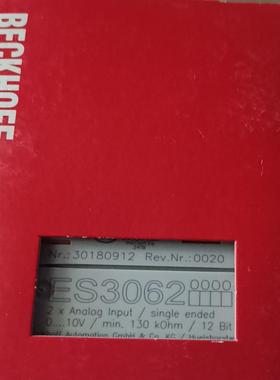 BECKHOFF
Nr.:30180912 Rev.Nr.:0020
ES3062 0000
2 x Analog Input / single ended
0...10V / min. 130 kOhm / 12 Bit
Automation GmbH & Co. KG /